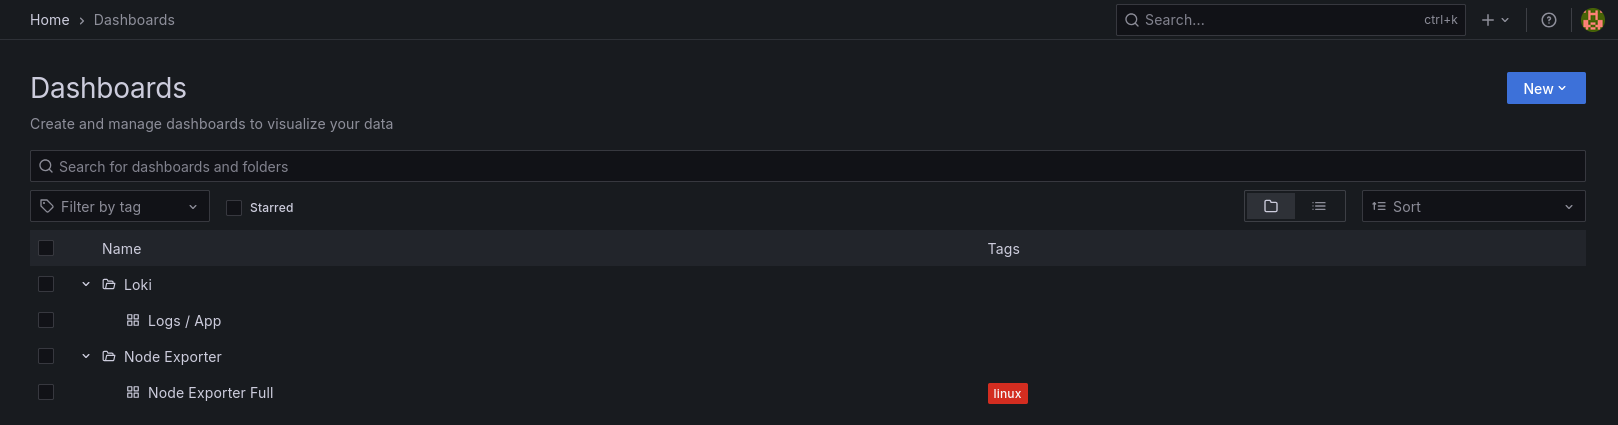 Home › Dashboards
Search...
ctrl+k
Dashboards
New
Create and manage dashboards to visualize your data
Search for dashboards and folders
Filter by tag
Starred
Sort
Name
Tags
Loki
Logs / App
Node Exporter
Node Exporter Full
linux